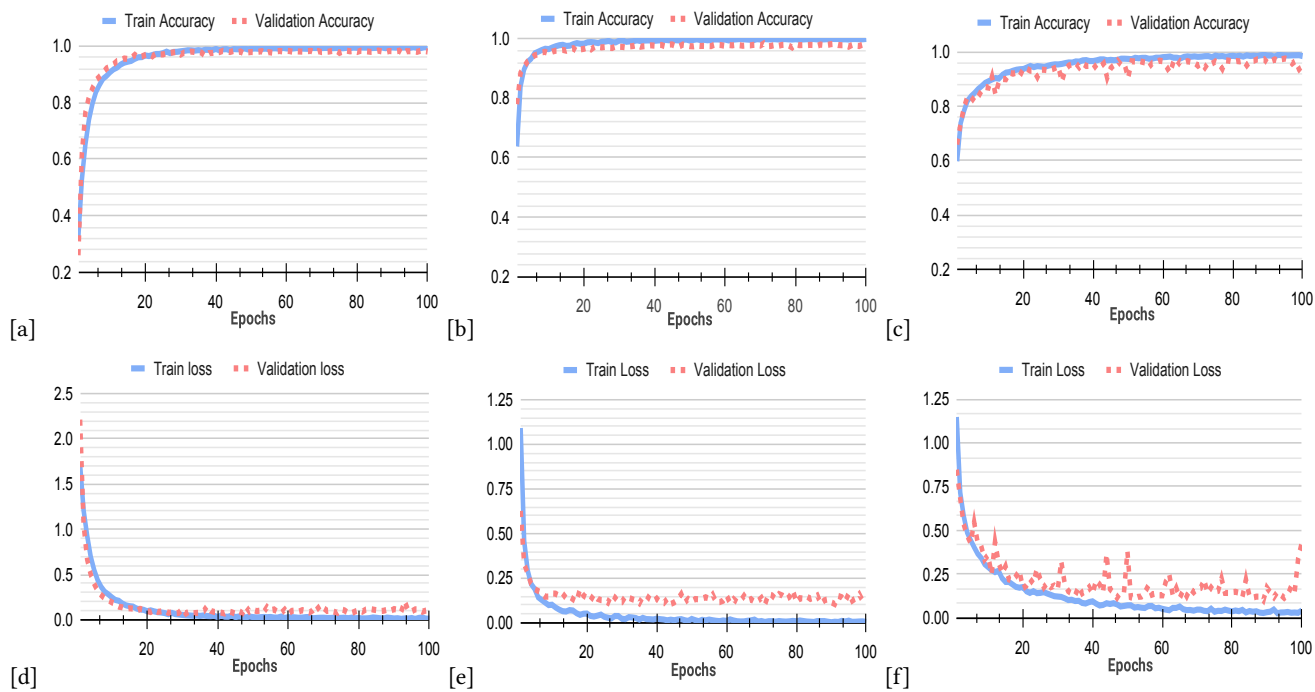 Train Accuracy Validation Accuracy
1.0
0.8
0.6
0.4
0.2
20 40 60 80 100
Epochs
[a]
Train Accuracy Validation Accuracy
1.0
0.8
0.6
0.4
0.2
20 40 60 80 100
Epochs
[b]
Train Accuracy Validation Accuracy
1.0
0.8
0.6
0.4
0.2
20 40 60 80 100
Epochs
[c]
Train loss Validation loss
2.5
2.0
1.5
1.0
0.5
0.0
20 40 60 80 100
Epochs
[d]
Train Loss Validation Loss
1.25
1.00
0.75
0.50
0.25
0.00
20 40 60 80 100
Epochs
[e]
Train Loss Validation Loss
1.25
1.00
0.75
0.50
0.25
0.00
20 40 60 80 100
Epochs
[f]